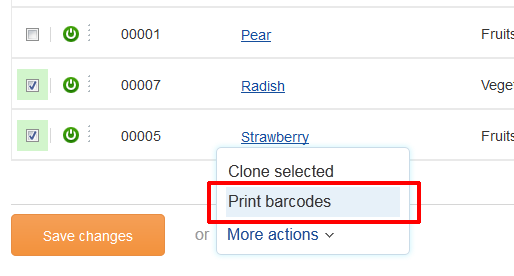 00001 Pear Fruits
00007 Radish Veget
00005 Strawberry Fruits
Clone selected
Print barcodes
Save changes or More actions